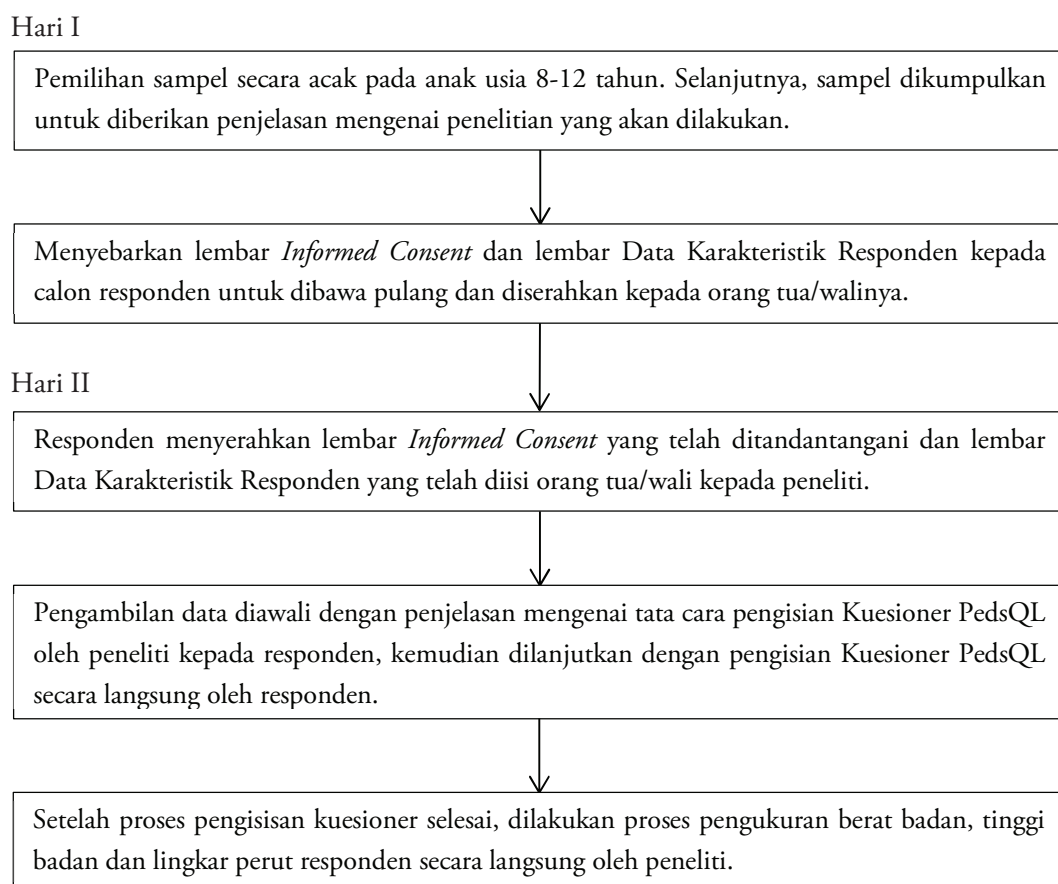 Hari I
Pemilihan sampel secara acak pada anak usia 8-12 tahun. Selanjutnya, sampel dikumpulkan
untuk diberikan penjelasan mengenai penelitian yang akan dilakukan.
Menyebarkan lembar Informed Consent dan lembar Data Karakteristik Responden kepada
calon responden untuk dibawa pulang dan diserahkan kepada orang tua/walinya.
Hari II
Responden menyerahkan lembar Informed Consent yang telah ditandantangani dan lembar
Data Karakteristik Responden yang telah diisi orang tua/wali kepada peneliti.
Pengambilan data diawali dengan penjelasan mengenai tata cara pengisian Kuesioner PedsQL
oleh peneliti kepada responden, kemudian dilanjutkan dengan pengisian Kuesioner PedsQL
secara langsung oleh responden.
Setelah proses pengisisan kuesioner selesai, dilakukan proses pengukuran berat badan, tinggi
badan dan lingkar perut responden secara langsung oleh peneliti.